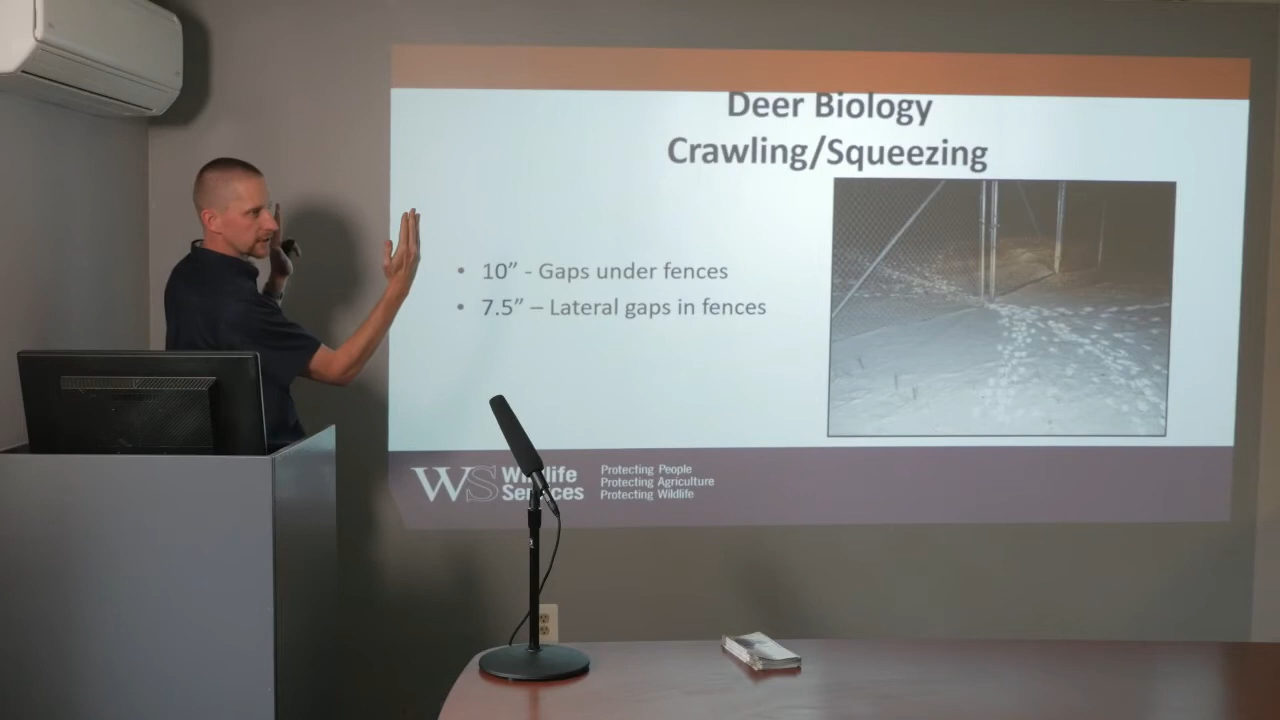 Deer Biology
Crawling/Squeezing
• 10” - Gaps under fences
• 7.5” – Lateral gaps in fences
WS
Wildlife
Services
Protecting People
Protecting Agriculture
Protecting Wildlife